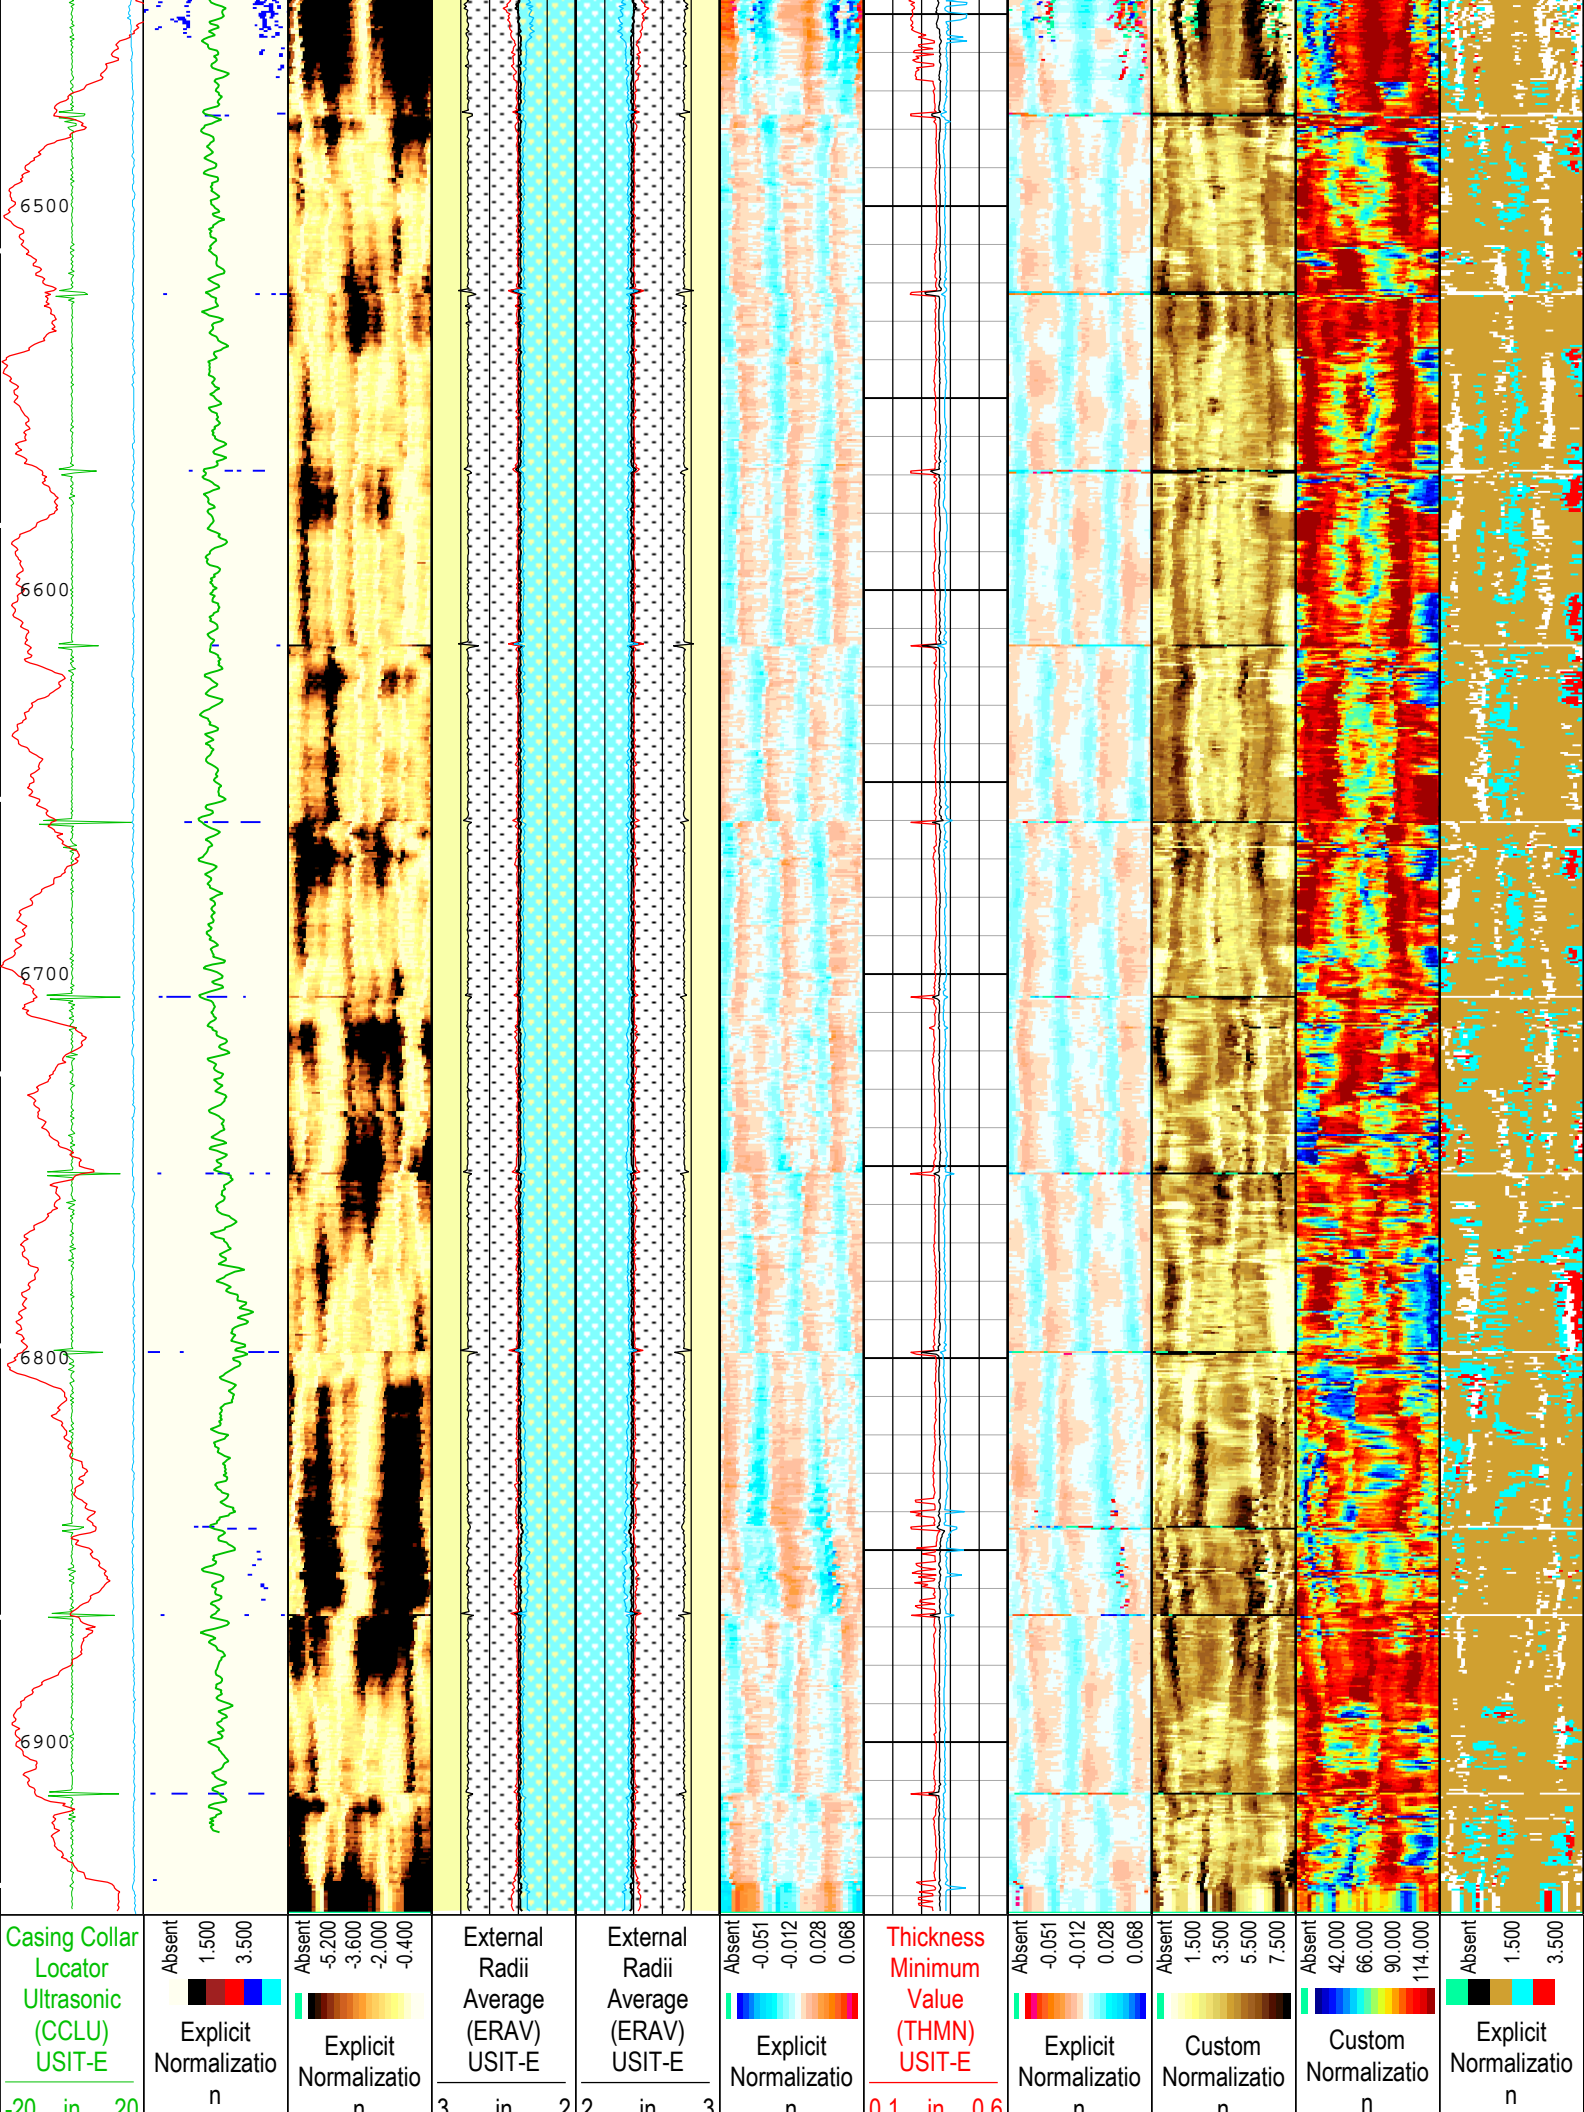 6500
6600
6700
6800
6900
Casing Collar
Locator
Ultrasonic
(CCLU)
USIT-E
-20 in 20
Absent
1.500
3.500
Explicit
Normalizatio
n
Absent
-5.200
-3.600
-2.000
-0.400
Explicit
Normalizatio
n
External
Radii
Average
(ERAV)
USIT-E
3 in 2
External
Radii
Average
(ERAV)
USIT-E
2 in 3
Absent
-0.051
-0.012
0.028
0.068
Explicit
Normalizatio
n
Thickness
Minimum
Value
(THMN)
USIT-E
0.1 in 0.6
Absent
-0.051
-0.012
0.028
0.068
Explicit
Normalizatio
n
Absent
1.500
3.500
5.500
7.500
Custom
Normalizatio
n
Absent
42.000
66.000
90.000
114.000
Custom
Normalizatio
n
Absent
1.500
3.500
Explicit
Normalizatio
n